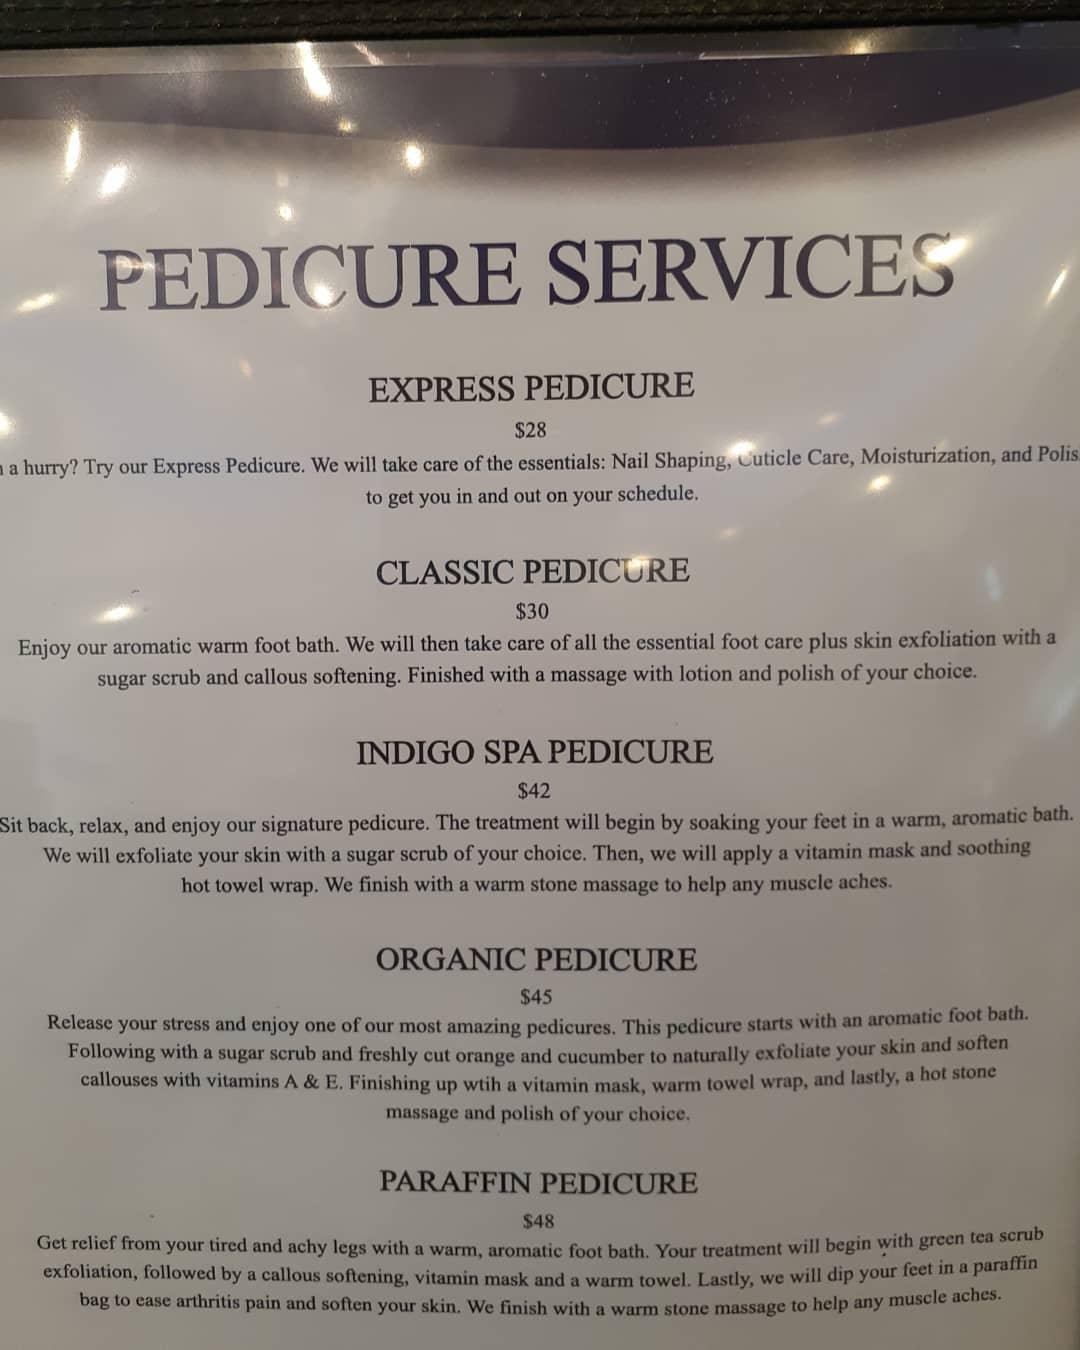 PEDICURE SERVICES
EXPRESS PEDICURE
$28
a hurry? Try our Express Pedicure. We will take care of the essentials: Nail Shaping, Cuticle Care, Moisturization, and Polis
to get you in and out on your schedule.
CLASSIC PEDICURE
$30
Enjoy our aromatic warm foot bath. We will then take care of all the essential foot care plus skin exfoliation with a
sugar scrub and callous softening. Finished with a massage with lotion and polish of your choice.
INDIGO SPA PEDICURE
$42
Sit back, relax, and enjoy our signature pedicure. The treatment will begin by soaking your feet in a warm, aromatic bath.
We will exfoliate your skin with a sugar scrub of your choice. Then, we will apply a vitamin mask and soothing
hot towel wrap. We finish with a warm stone massage to help any muscle aches.
ORGANIC PEDICURE
$45
Release your stress and enjoy one of our most amazing pedicures. This pedicure starts with an aromatic foot bath.
Following with a sugar scrub and freshly cut orange and cucumber to naturally exfoliate your skin and soften
callouses with vitamins A & E. Finishing up wtih a vitamin mask, warm towel wrap, and lastly, a hot stone
massage and polish of your choice.
PARAFFIN PEDICURE
$48
Get relief from your tired and achy legs with a warm, aromatic foot bath. Your treatment will begin with green tea scrub
exfoliation, followed by a callous softening, vitamin mask and a warm towel. Lastly, we will dip your feet in a paraffin
bag to ease arthritis pain and soften your skin. We finish with a warm stone massage to help any muscle aches.